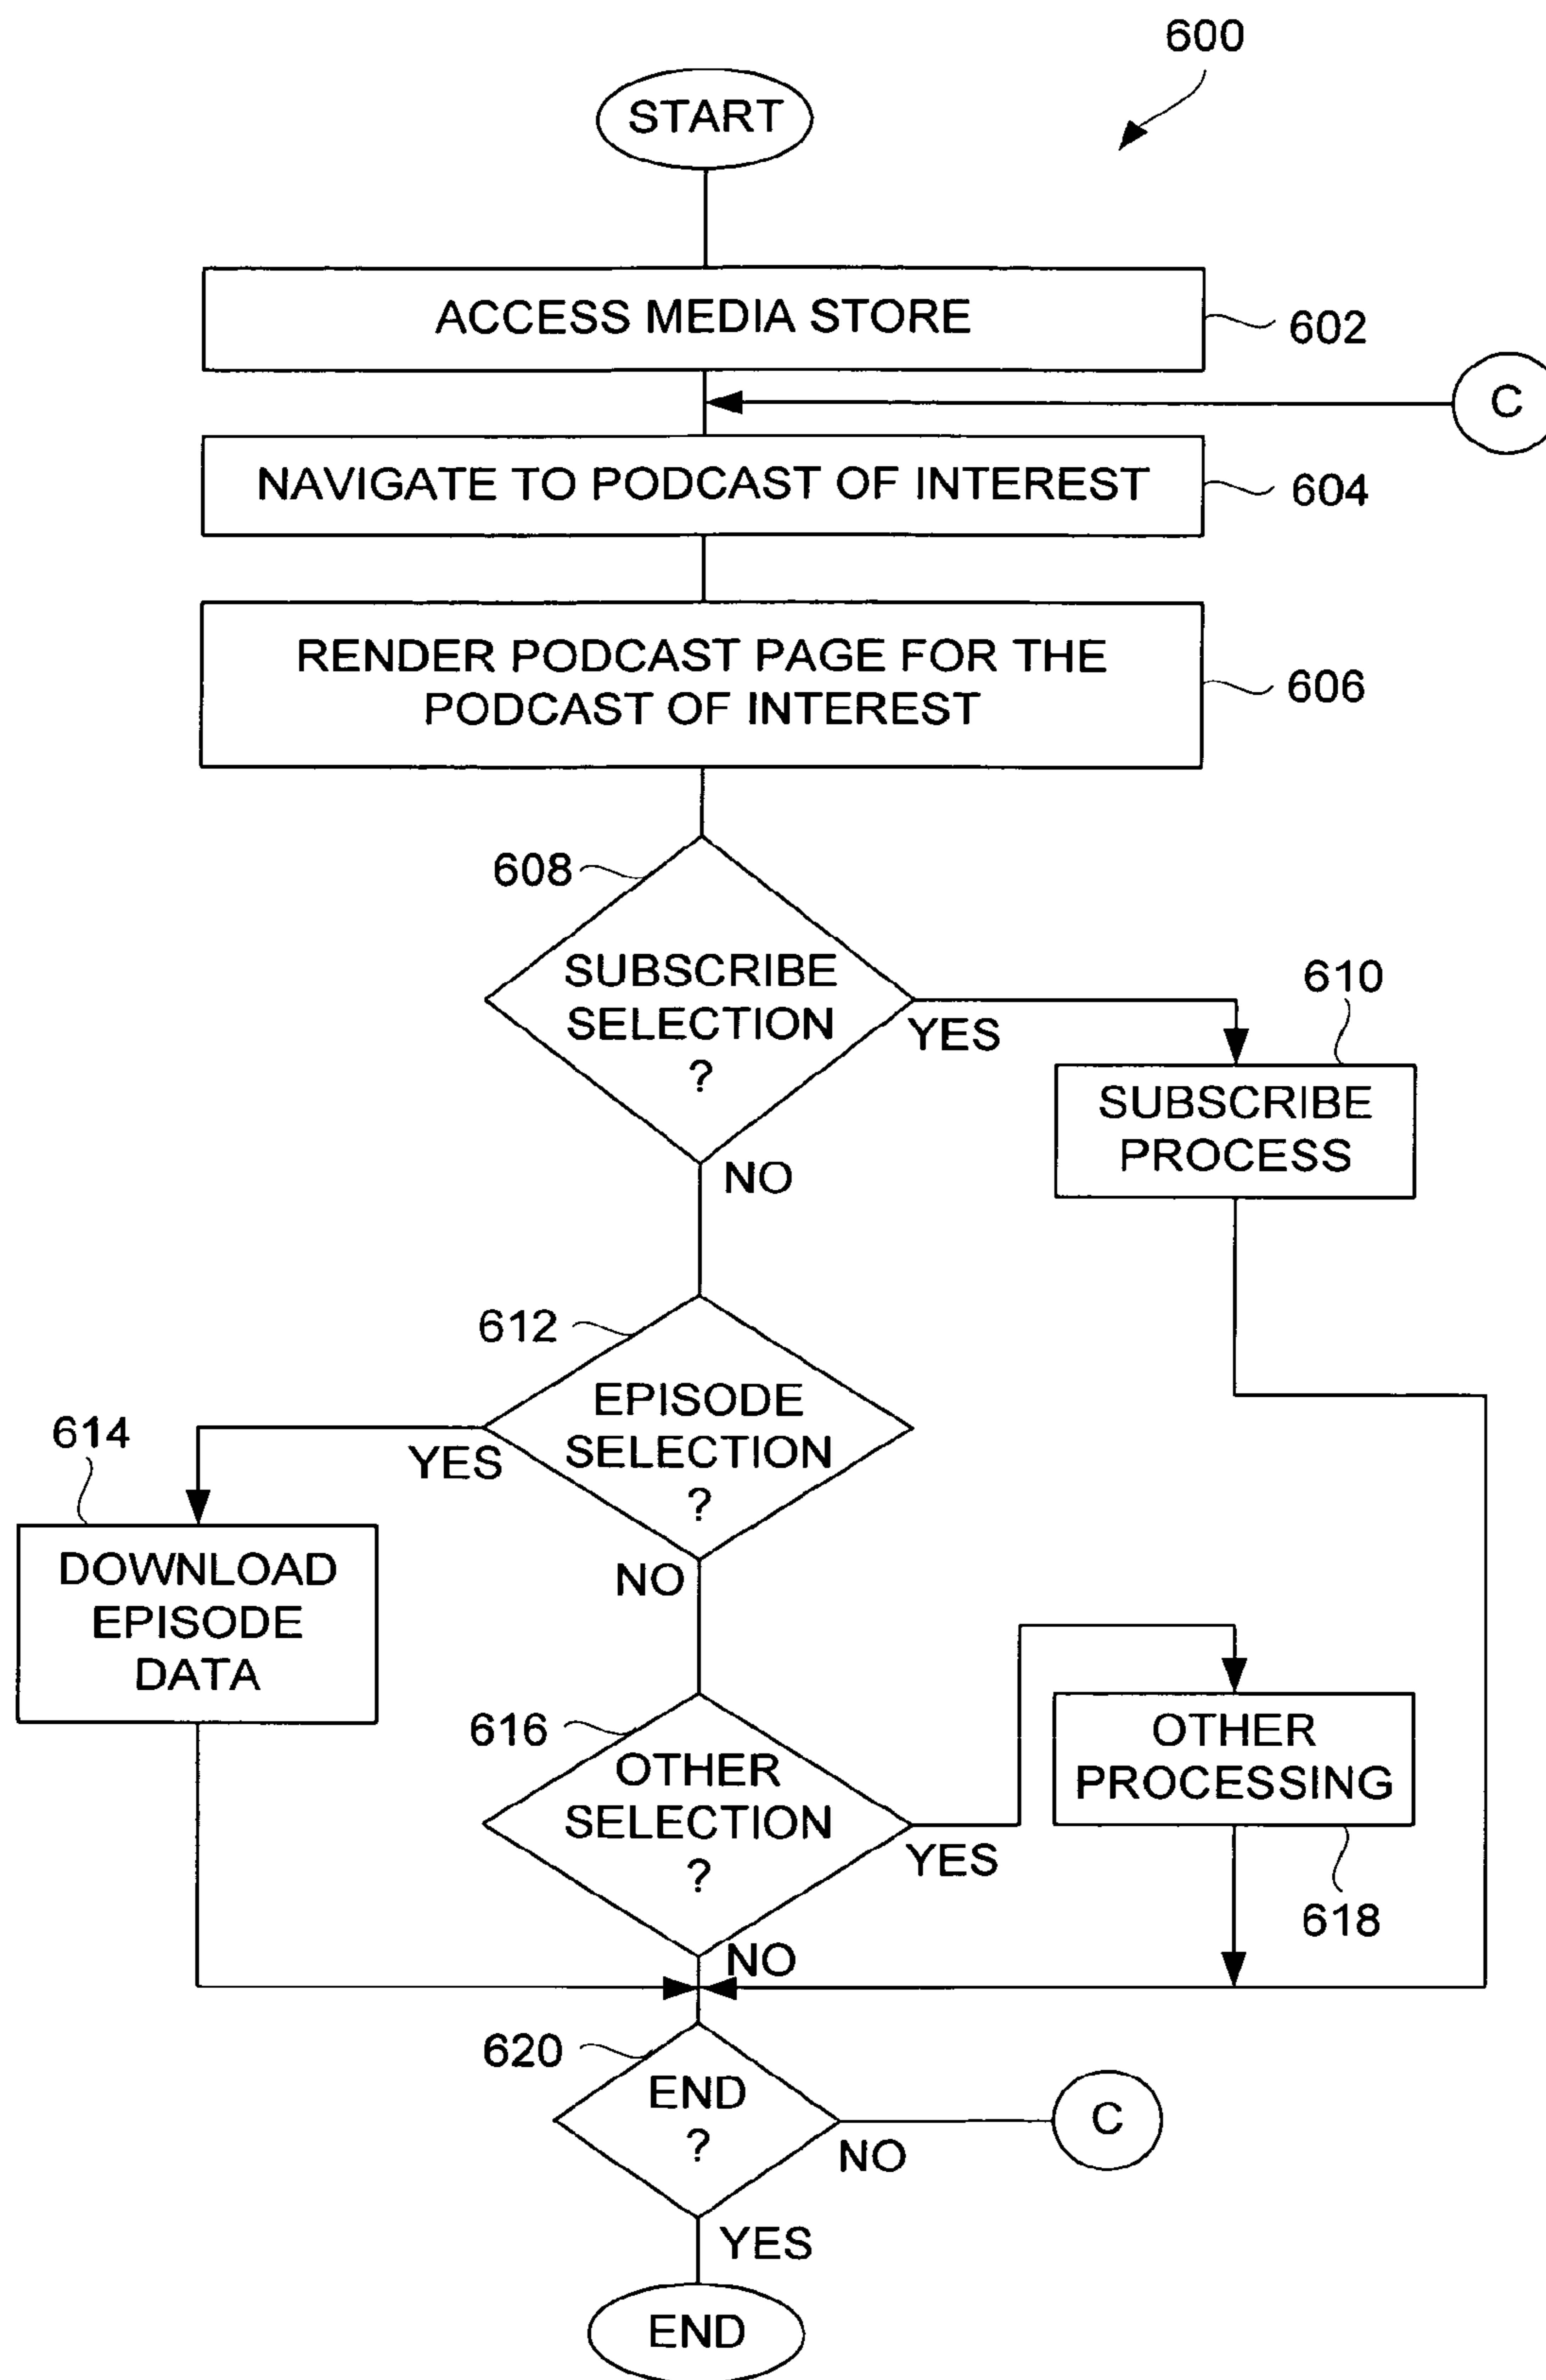 600
START
ACCESS MEDIA STORE
602
C
NAVIGATE TO PODCAST OF INTEREST
604
RENDER PODCAST PAGE FOR THE
PODCAST OF INTEREST
606
608
SUBSCRIBE
SELECTION
?
YES
610
SUBSCRIBE
PROCESS
NO
612
EPISODE
SELECTION
?
YES
614
DOWNLOAD
EPISODE
DATA
NO
616
OTHER
SELECTION
?
YES
OTHER
PROCESSING
618
NO
620
END
?
NO
C
YES
END